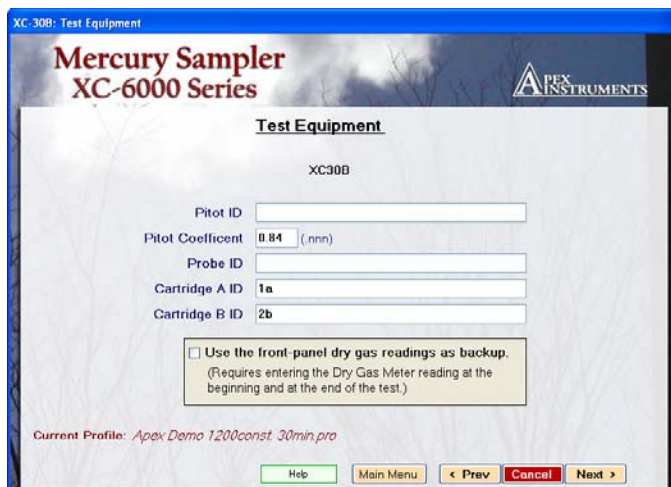 XC-30B: Test Equipment
Mercury Sampler
XC-6000 Series
APEX
INSTRUMENTS
Test Equipment
XC30B
Pitot ID
Pitot Coefficent 0.84 (.nnn)
Probe ID
Cartridge A ID 1a
Cartridge B ID 2b
Use the front-panel dry gas readings as backup.
(Requires entering the Dry Gas Meter reading at the
beginning and at the end of the test.)
Current Profile: Apex Demo 1200const. 30min.pro
Help Main Menu < Prev Cancel Next >